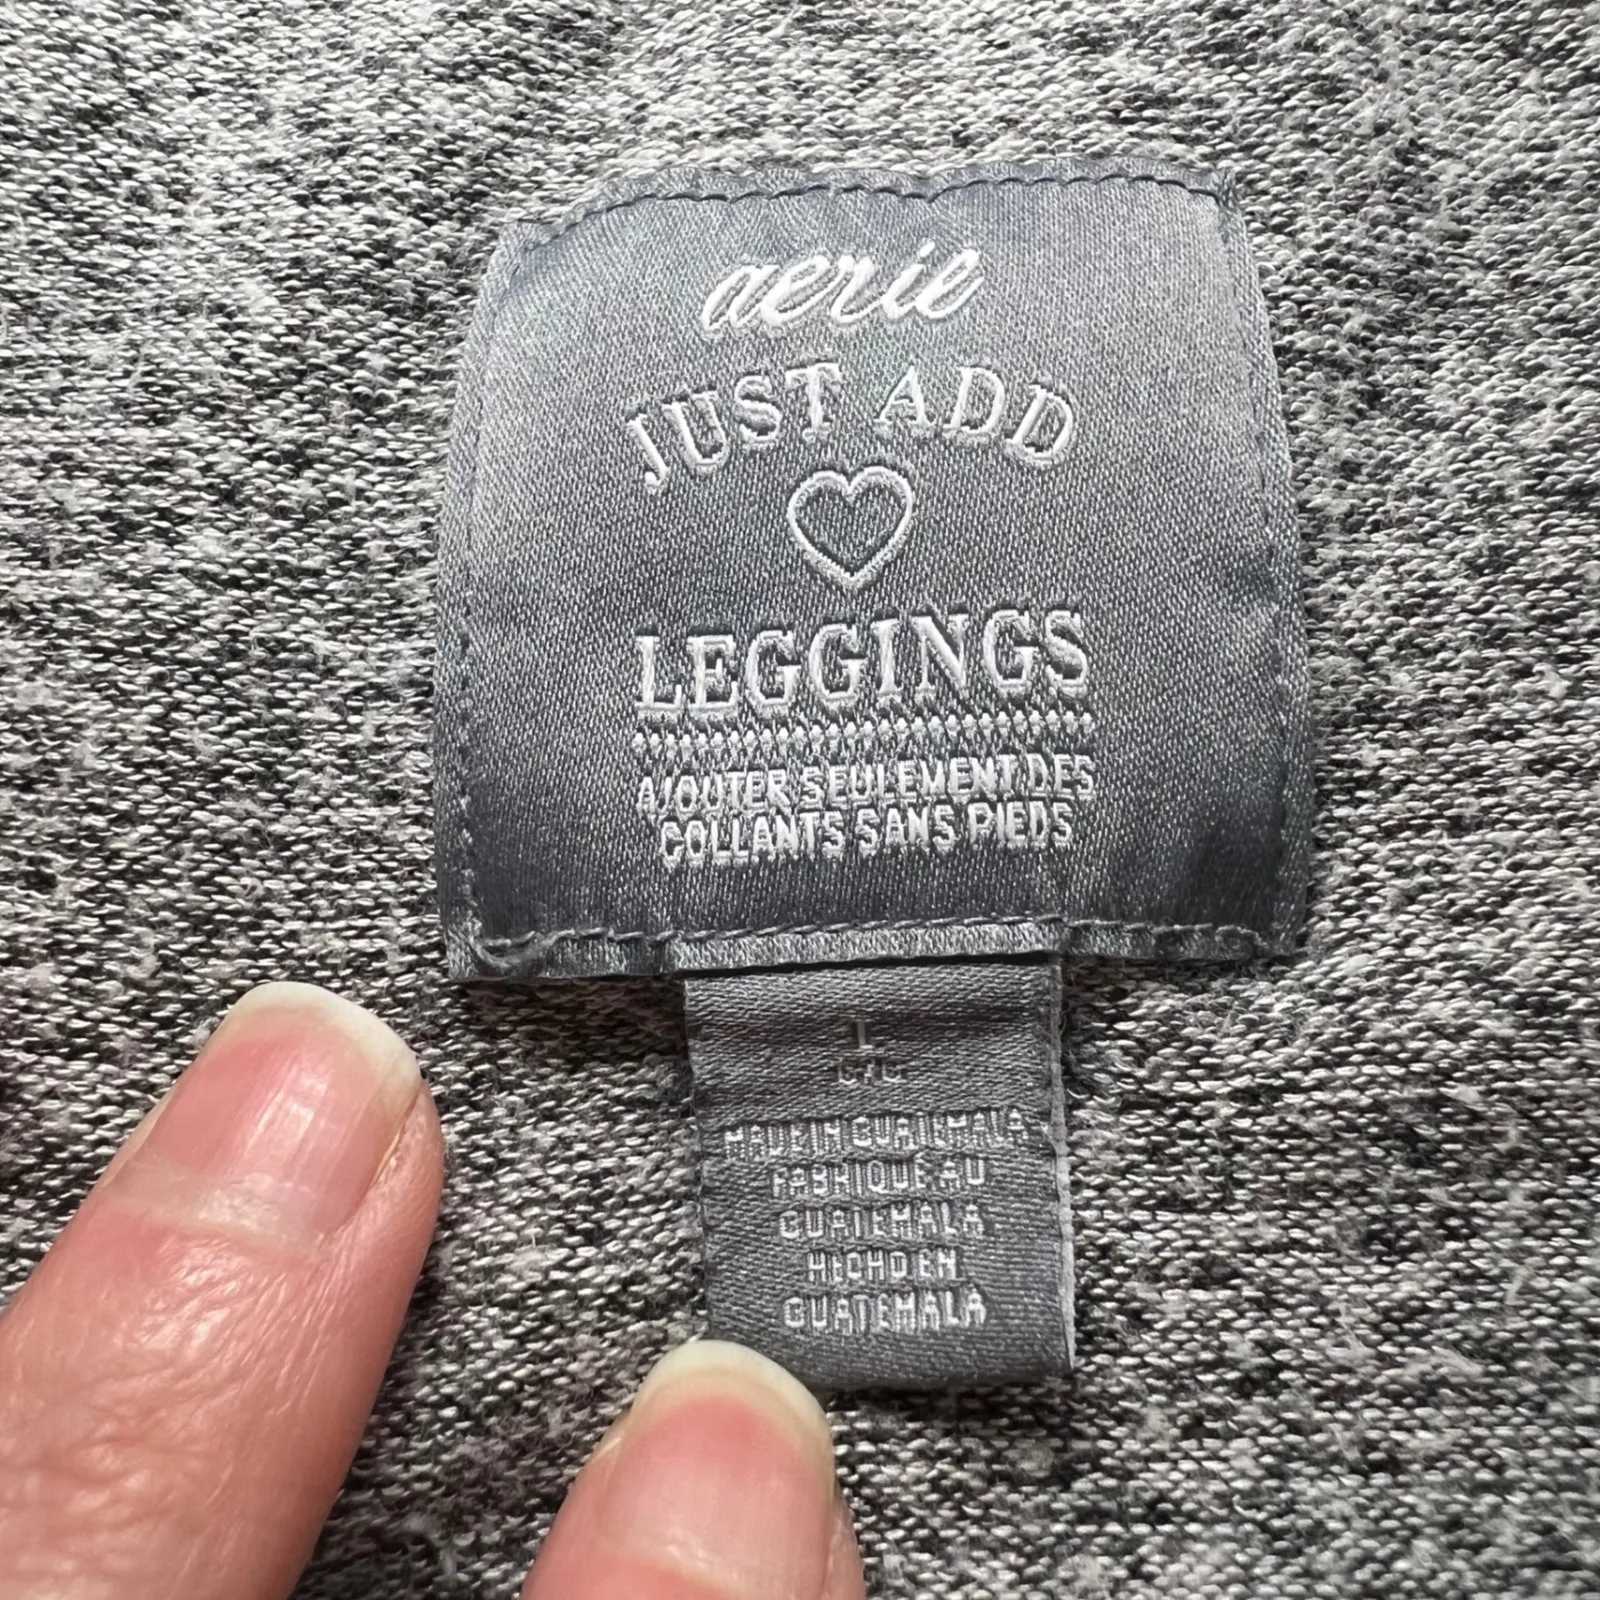 aerie
JUST ADD
LEGGINGS
AJOUTER SEULEMENT DES
COLLANTS SANS PIEDS
L
G/G
MADE IN GUATEMALA
FABRIQUE AU
GUATEMALA
HECHO EN
GUATEMALA